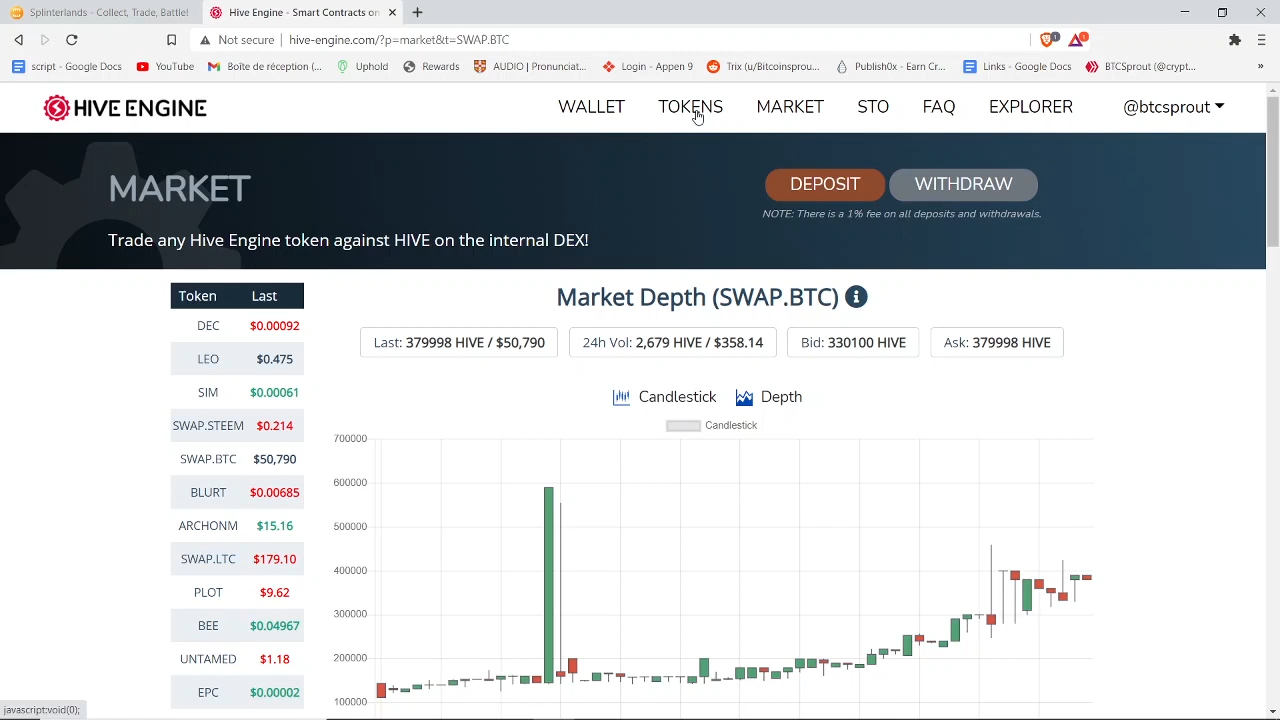 Splinterlands - Collect, Trade, Battle!
Hive Engine - Smart Contracts on
Not secure
hive-engine.com/?p=market&t=SWAP.BTC
1
1
script - Google Docs
YouTube
Boîte de réception (...
Uphold
Rewards
AUDIO | Pronunciat...
Login - Appen 9
Trix (u/Bitcoinsprou...
Publish0x - Earn Cr...
Links - Google Docs
BTCSprout (@crypt...
»
HIVE ENGINE
WALLET
TOKENS
MARKET
STO
FAQ
EXPLORER
@btcsprout
MARKET
DEPOSIT
WITHDRAW
NOTE: There is a 1% fee on all deposits and withdrawals.
Trade any Hive Engine token against HIVE on the internal DEX!
Token Last
DEC $0.00092
LEO $0.475
SIM $0.00061
SWAP.STEEM $0.214
SWAP.BTC $50,790
BLURT $0.00685
ARCHONM $15.16
SWAP.LTC $179.10
PLOT $9.62
BEE $0.04967
UNTAMED $1.18
EPC $0.00002
Market Depth (SWAP.BTC)
Last: 379998 HIVE / $50,790
24h Vol: 2,679 HIVE / $358.14
Bid: 330100 HIVE
Ask: 379998 HIVE
Candlestick
Depth
Candlestick
700000
600000
500000
400000
300000
200000
100000
javascript:void(0);